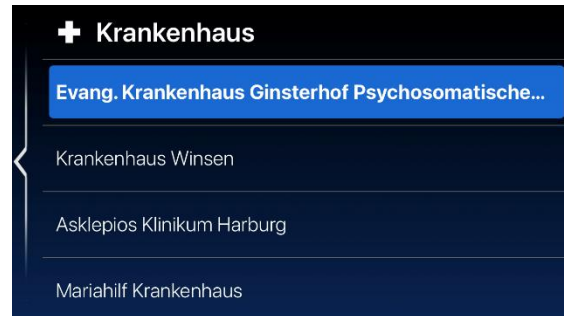 Krankenhaus
Evang. Krankenhaus Ginsterhof Psychosomatische...
Krankenhaus Winsen
Asklepios Klinikum Harburg
Mariahilf Krankenhaus